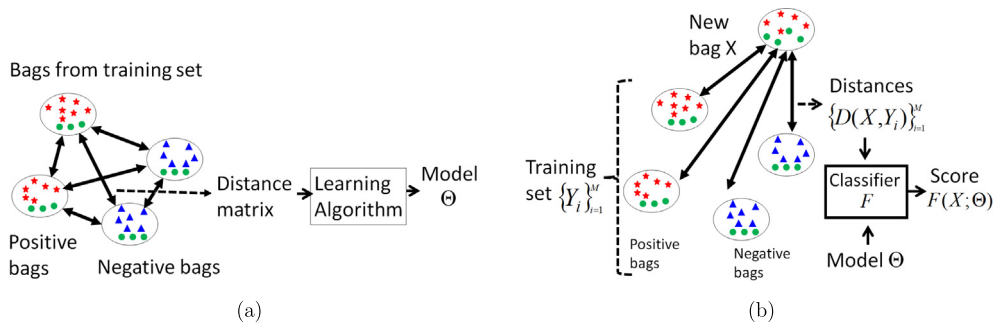 Bags from training set
Positive
bags
Negative bags
Distance
matrix
Learning
Algorithm
Model
Θ
(a)
New
bag X
Training
set {Y_i}_{i=1}^{M}
Positive
bags
Negative
bags
Distances
{D(X,Y_i)}_{i=1}^{M}
Classifier
F
Score
F(X;Θ)
Model Θ
(b)